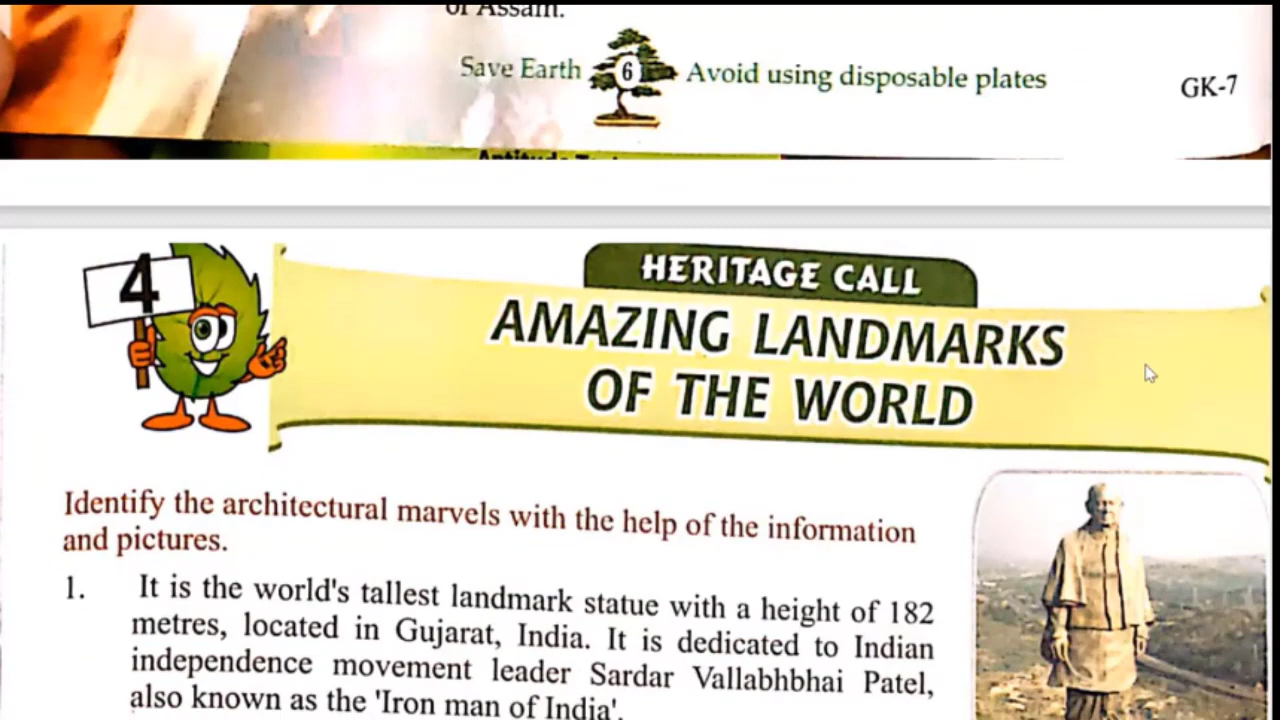 of Assam.
Save Earth 6 Avoid using disposable plates
GK-7
4
HERITAGE CALL
AMAZING LANDMARKS
OF THE WORLD
Identify the architectural marvels with the help of the information
and pictures.
1. It is the world's tallest landmark statue with a height of 182
metres, located in Gujarat, India. It is dedicated to Indian
independence movement leader Sardar Vallabhbhai Patel,
also known as the 'Iron man of India'.